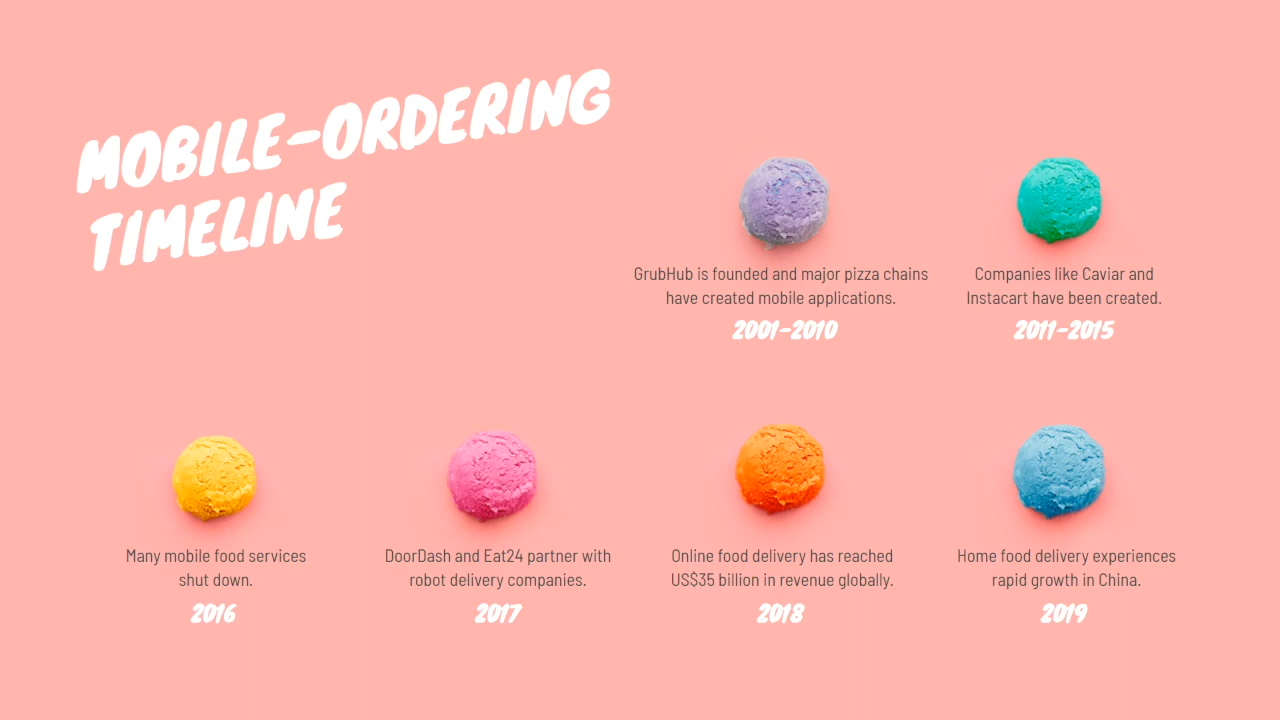 MOBILE-ORDERING
TIMELINE
GrubHub is founded and major pizza chains
have created mobile applications.
2001-2010
Companies like Caviar and
Instacart have been created.
2011-2015
Many mobile food services
shut down.
2016
DoorDash and Eat24 partner with
robot delivery companies.
2017
Online food delivery has reached
US$35 billion in revenue globally.
2018
Home food delivery experiences
rapid growth in China.
2019